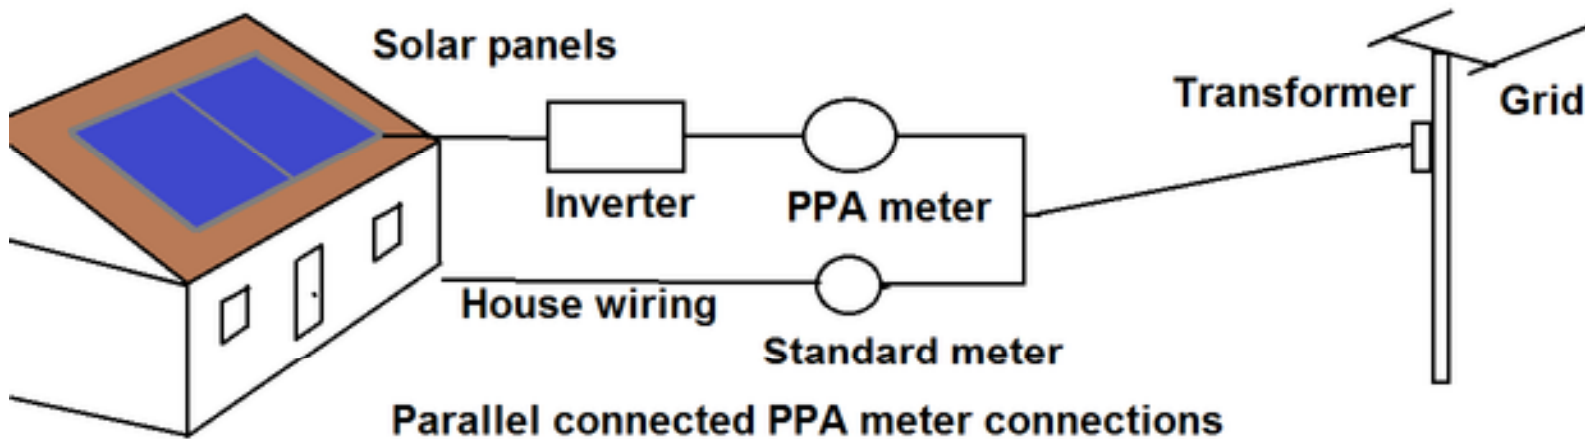 Solar panels
Transformer
Grid
Inverter
PPA meter
House wiring
Standard meter
Parallel connected PPA meter connections